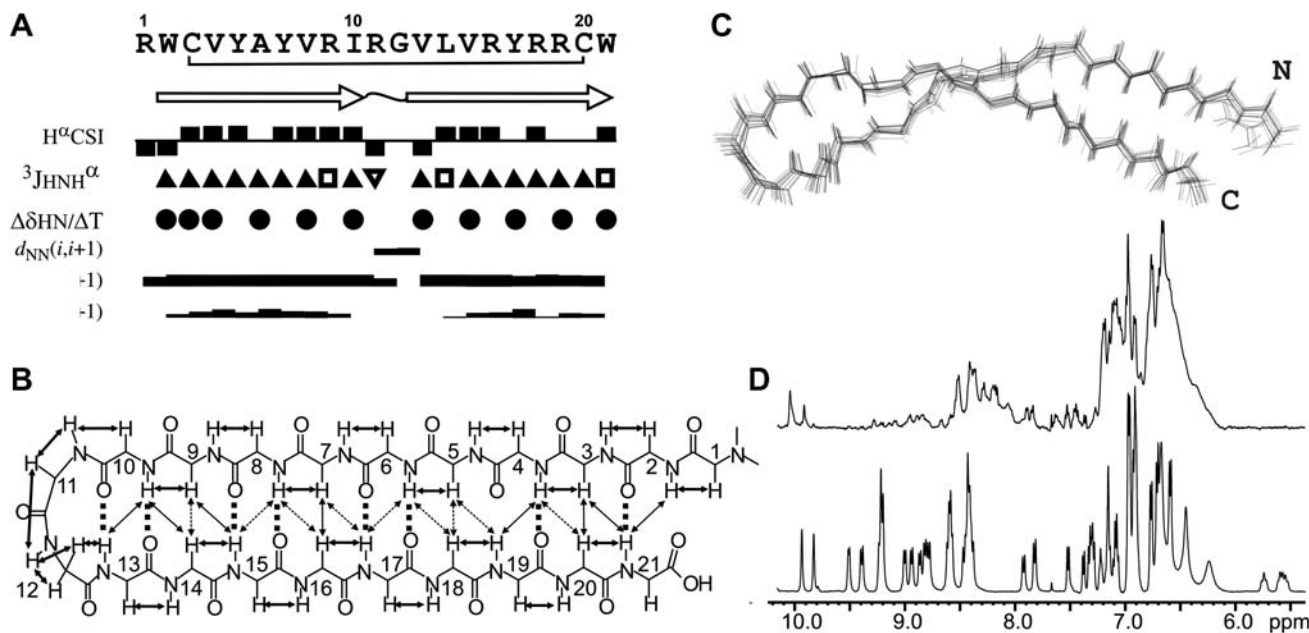 A
1
10
20
RWCVYAYVRIRGVLVRYRRCW
HαCSI
3JHNHα
ΔδHN/ΔT
dNN(i,i+1)
-1)
-1)
B
H H O H H O H H O H H O H H O H H
N N N N N N N N N N
11 10 9 8 7 6 5 4 3 2 1
O O O O O
H H H H H H H H H H
12 13 14 15 16 17 18 19 20 21
O O O O O
N N N N N N N N N
OH
H H H H H H H H H
C
N
C
D
10.0 9.0 8.0 7.0 6.0 ppm